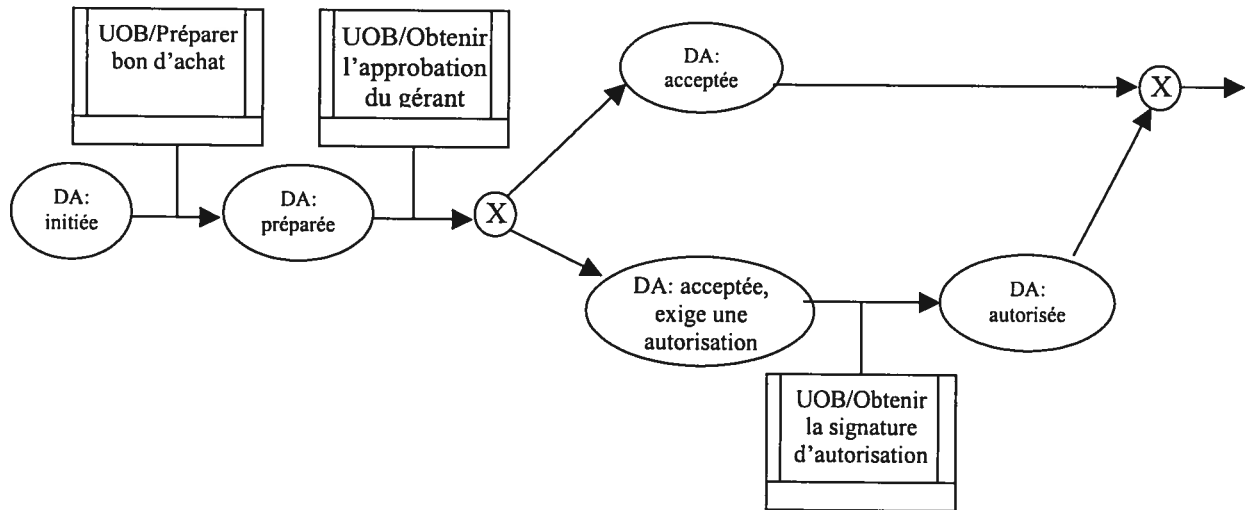 UOB/Préparer
bon d'achat
UOB/Obtenir
l'approbation
du gérant
DA:
acceptée
X
DA:
initiée
DA:
préparée
X
DA: acceptée,
exige une
autorisation
DA:
autorisée
UOB/Obtenir
la signature
d'autorisation